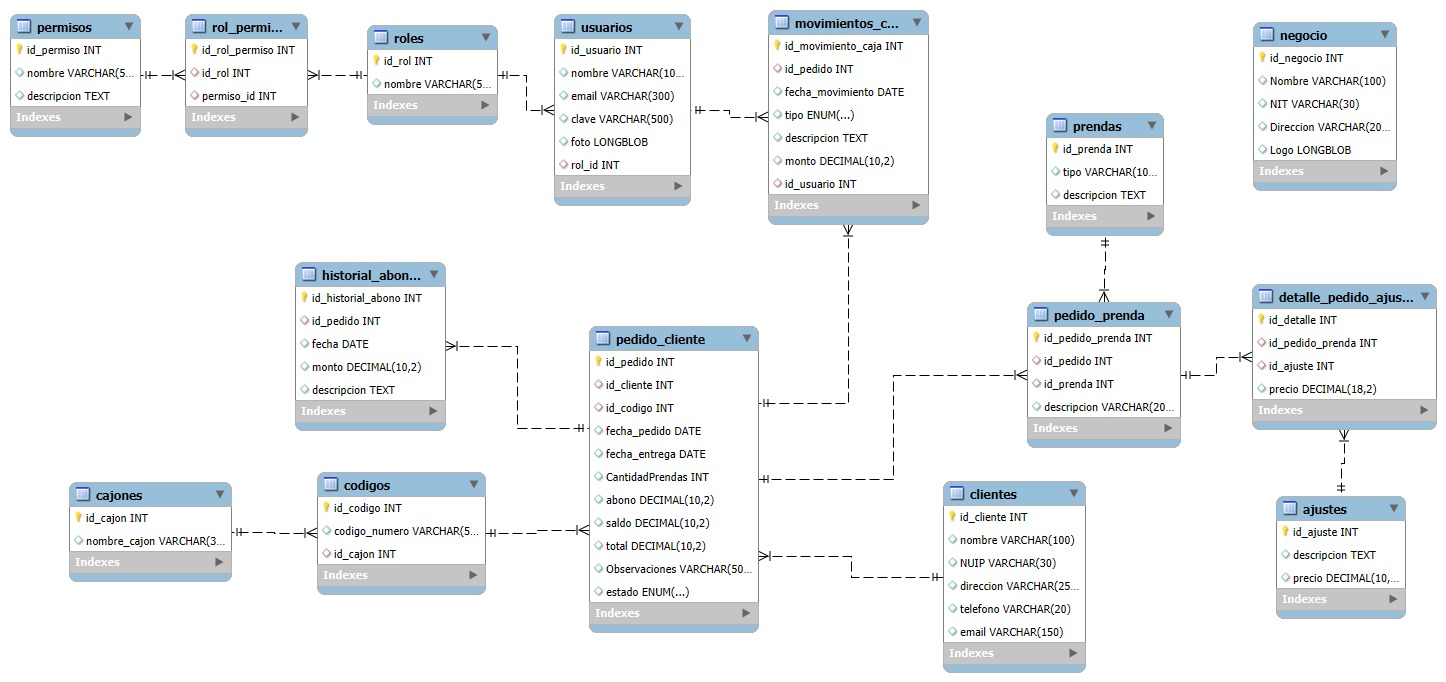 permisos
id_permiso INT
nombre VARCHAR(5...
descripcion TEXT
Indexes
rol_permi...
id_rol_permiso INT
id_rol INT
permiso_id INT
Indexes
roles
id_rol INT
nombre VARCHAR(5...
Indexes
usuarios
id_usuario INT
nombre VARCHAR(10...
email VARCHAR(300)
clave VARCHAR(500)
foto LONGBLOB
rol_id INT
Indexes
movimientos_c...
id_movimiento_caja INT
id_pedido INT
fecha_movimiento DATE
tipo ENUM(...)
descripcion TEXT
monto DECIMAL(10,2)
id_usuario INT
Indexes
negocio
id_negocio INT
Nombre VARCHAR(100)
NIT VARCHAR(30)
Direccion VARCHAR(20...
Logo LONGBLOB
Indexes
prendas
id_prenda INT
tipo VARCHAR(10...
descripcion TEXT
Indexes
historial_abon...
id_historial_abono INT
id_pedido INT
fecha DATE
monto DECIMAL(10,2)
descripcion TEXT
Indexes
pedido_cliente
id_pedido INT
id_cliente INT
id_codigo INT
fecha_pedido DATE
fecha_entrega DATE
CantidadPrendas INT
abono DECIMAL(10,2)
saldo DECIMAL(10,2)
total DECIMAL(10,2)
Observaciones VARCHAR(50...
estado ENUM(...)
Indexes
pedido_prenda
id_pedido_prenda INT
id_pedido INT
id_prenda INT
descripcion VARCHAR(20...
Indexes
detalle_pedido_ajus...
id_detalle INT
id_pedido_prenda INT
id_ajuste INT
precio DECIMAL(18,2)
Indexes
cajones
id_cajon INT
nombre_cajon VARCHAR(3...
Indexes
codigos
id_codigo INT
codigo_numero VARCHAR(5...
id_cajon INT
Indexes
clientes
id_cliente INT
nombre VARCHAR(100)
NUIP VARCHAR(30)
direccion VARCHAR(25...
telefono VARCHAR(20)
email VARCHAR(150)
Indexes
ajustes
id_ajuste INT
descripcion TEXT
precio DECIMAL(10,...
Indexes